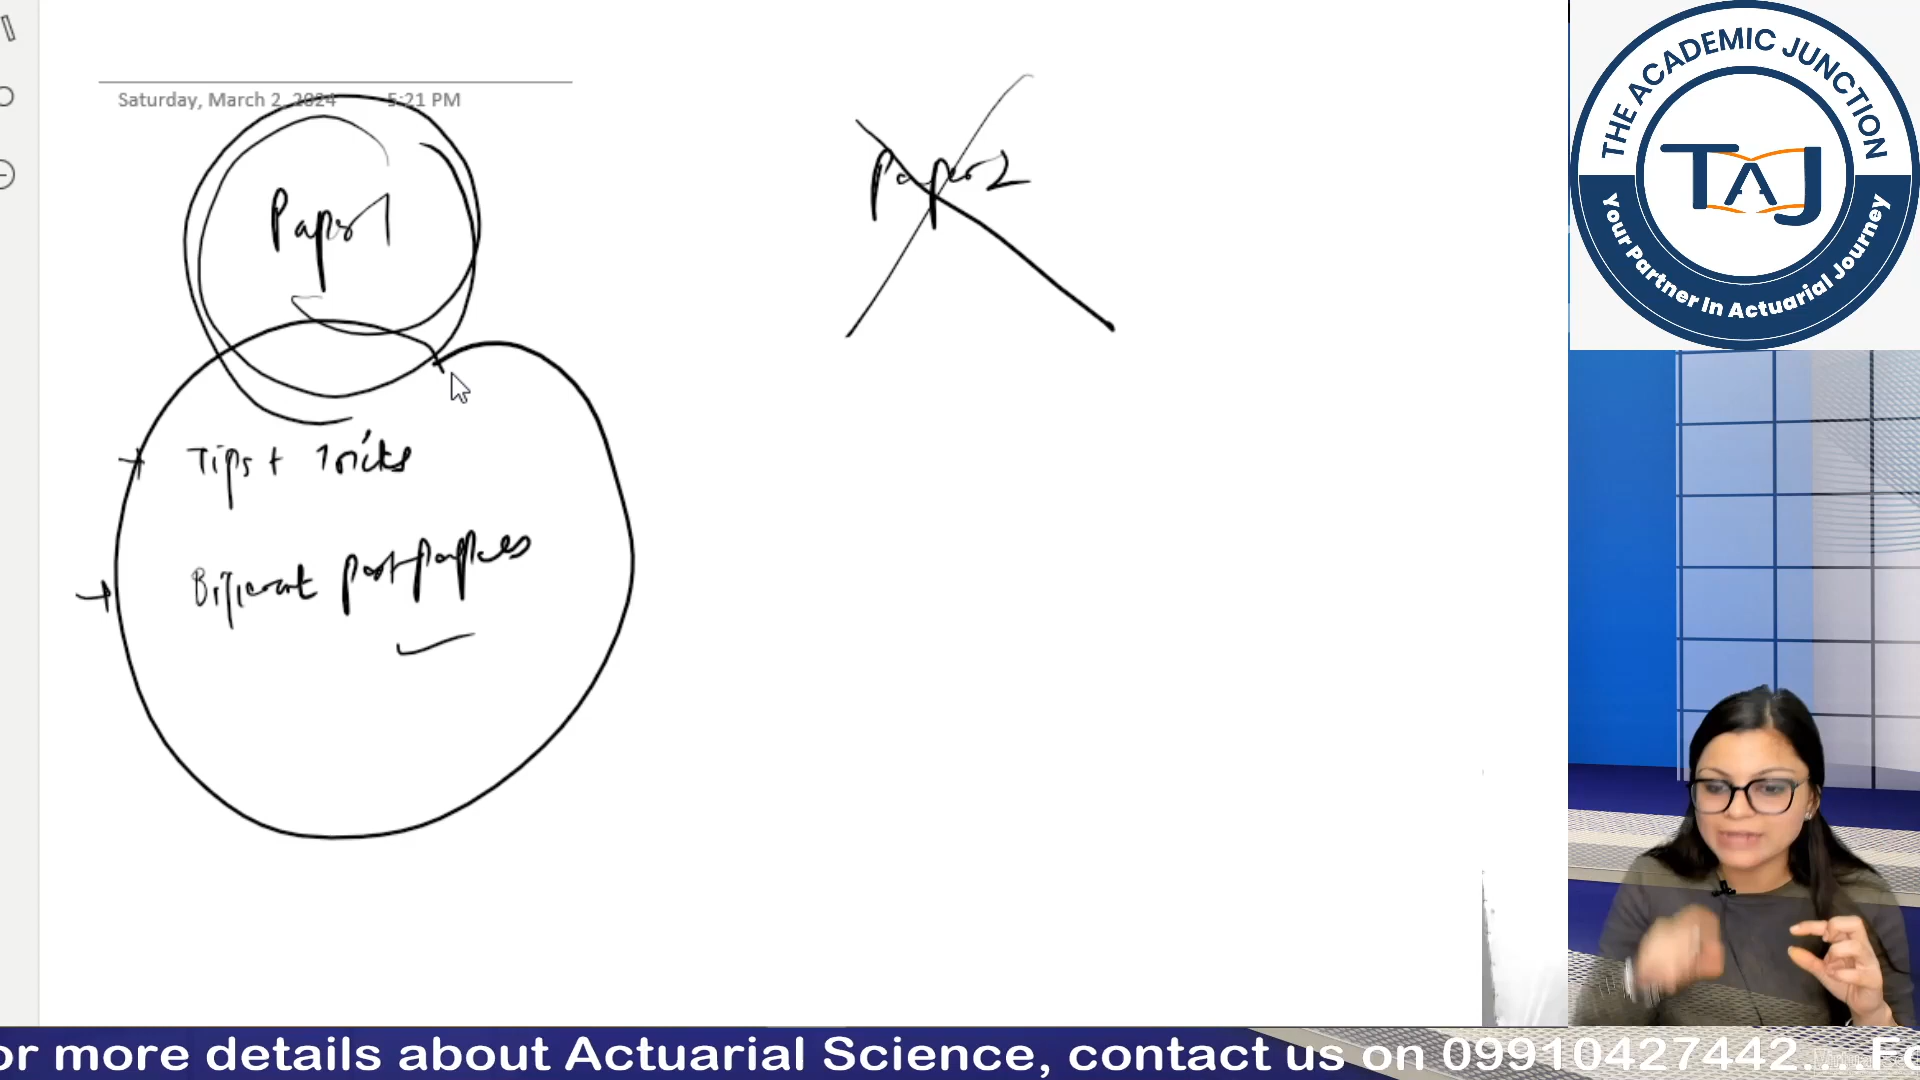 Saturday, March 2, 2024 5:21 PM
Paper 1
Paper 2
Tips + Tricks
Different past papers
THE ACADEMIC JUNCTION
TAJ
Your Partner In Actuarial Journey
or more details about Actuarial Science, contact us on 09910427442....Fo